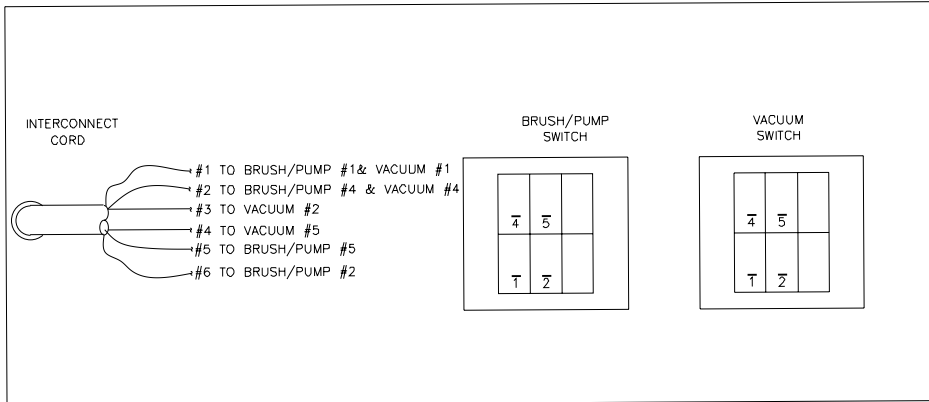 INTERCONNECT
CORD
#1 TO BRUSH/PUMP #1& VACUUM #1
#2 TO BRUSH/PUMP #4 & VACUUM #4
#3 TO VACUUM #2
#4 TO VACUUM #5
#5 TO BRUSH/PUMP #5
#6 TO BRUSH/PUMP #2
BRUSH/PUMP
SWITCH
4 5
1 2
VACUUM
SWITCH
4 5
1 2